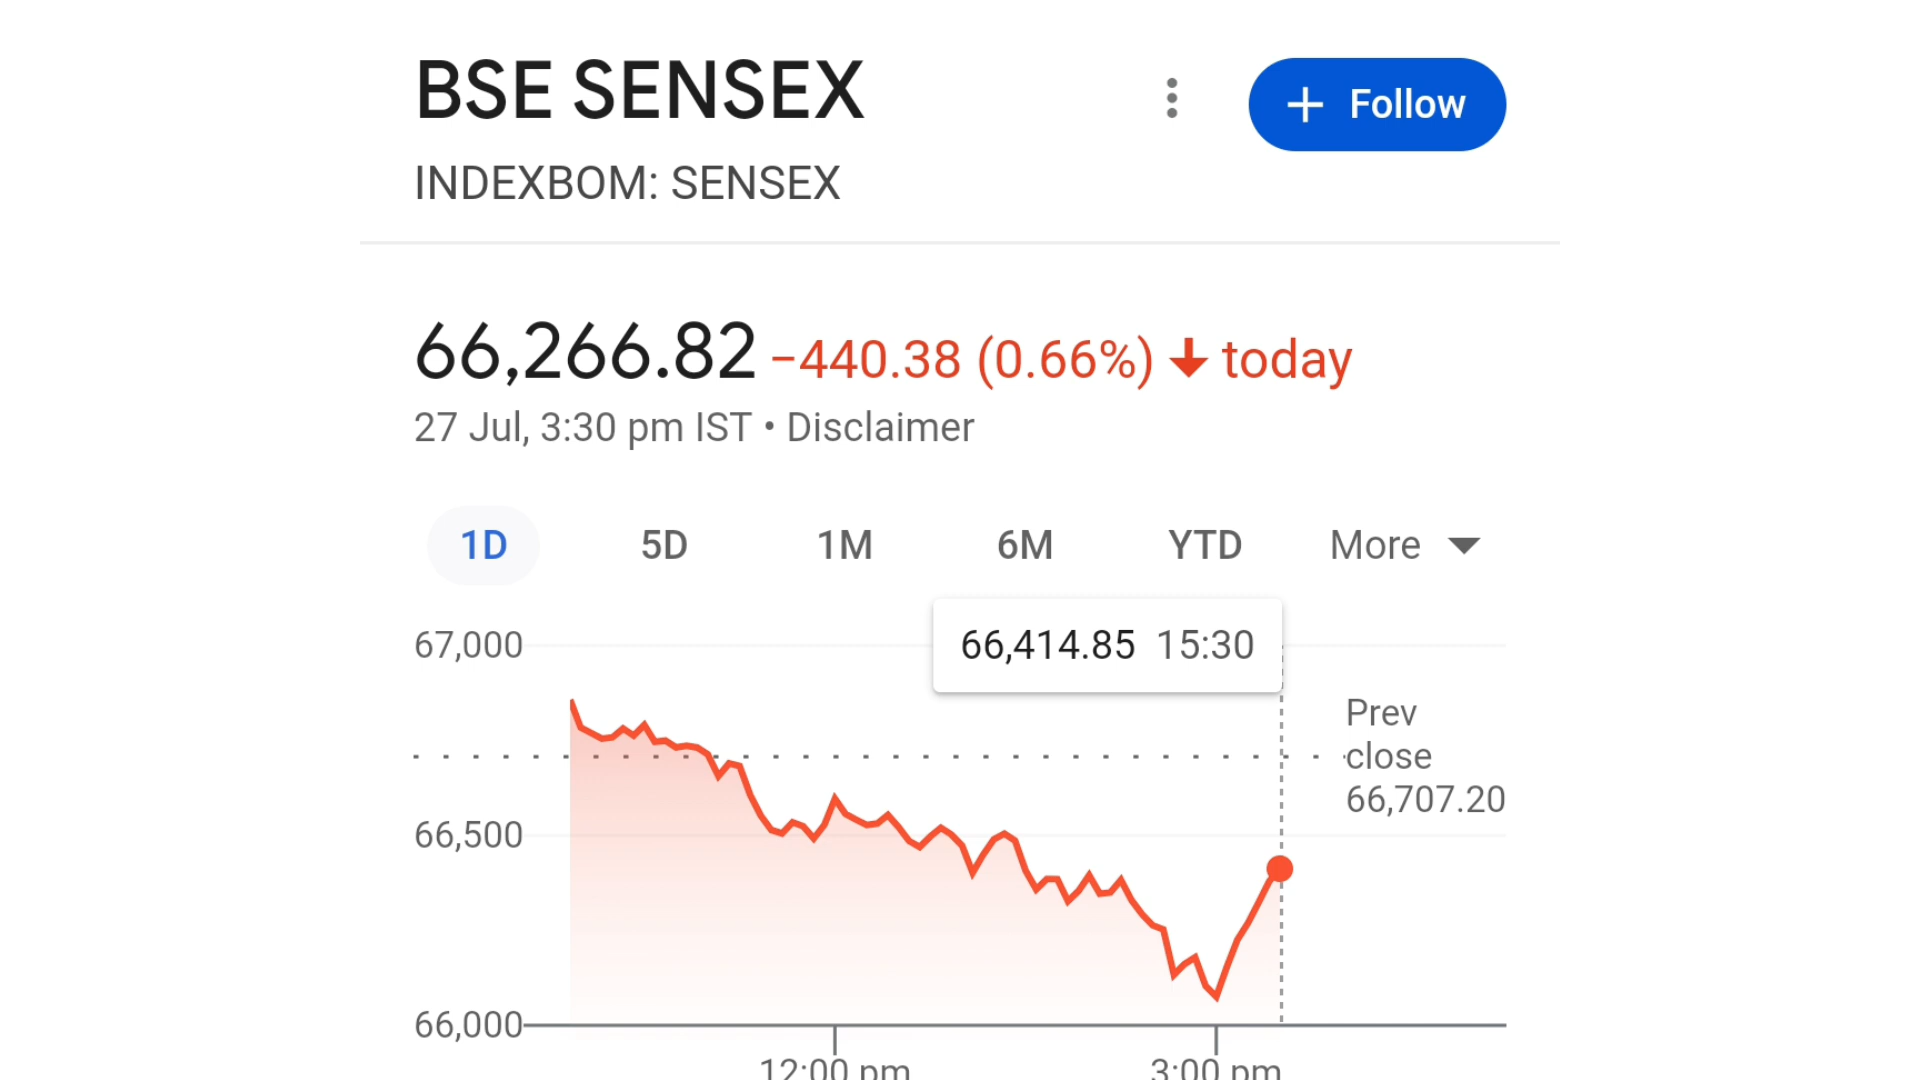 BSE SENSEX
+ Follow
INDEXBOM: SENSEX
66,266.82 −440.38 (0.66%) ↓ today
27 Jul, 3:30 pm IST • Disclaimer
1D 5D 1M 6M YTD More
66,414.85 15:30
67,000
Prev
close
66,707.20
66,500
66,000
12:00 pm 3:00 pm